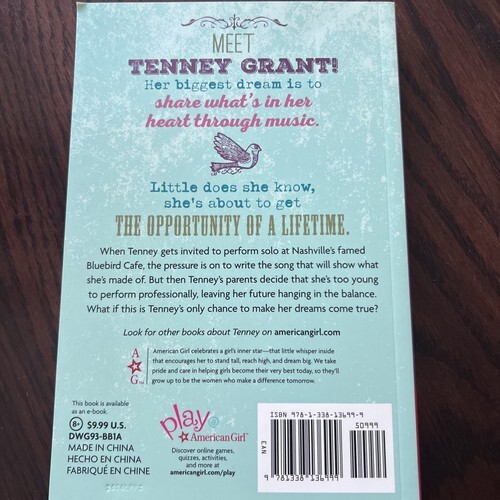 MEET
TENNEY GRANT!
Her biggest dream is to
share what's in her
heart through music.
Little does she know,
she's about to get
THE OPPORTUNITY OF A LIFETIME.
When Tenney gets invited to perform solo at Nashville's famed
Bluebird Cafe, the pressure is on to write the song that will show what
she's made of. But then Tenney's parents decide that she's too young
to perform professionally, leaving her future hanging in the balance.
What if this is Tenney's only chance to make her dreams come true?
Look for other books about Tenney on americangirl.com
A
G
American Girl celebrates a girl's inner star—that little whisper inside
that encourages her to stand tall, reach high, and dream big. We take
pride and care in helping girls become their very best today, so they'll
grow up to be the women who make a difference tomorrow.
This book is available
as an e-book.
8+ $9.99 U.S.
DWG93-BB1A
MADE IN CHINA
HECHO EN CHINA
FABRIQUÉ EN CHINE
play
American Girl
Discover online games,
quizzes, activities,
and more at
americangirl.com/play
ISBN 978-1-338-13699-9
50999
EAN
9 781338 136999